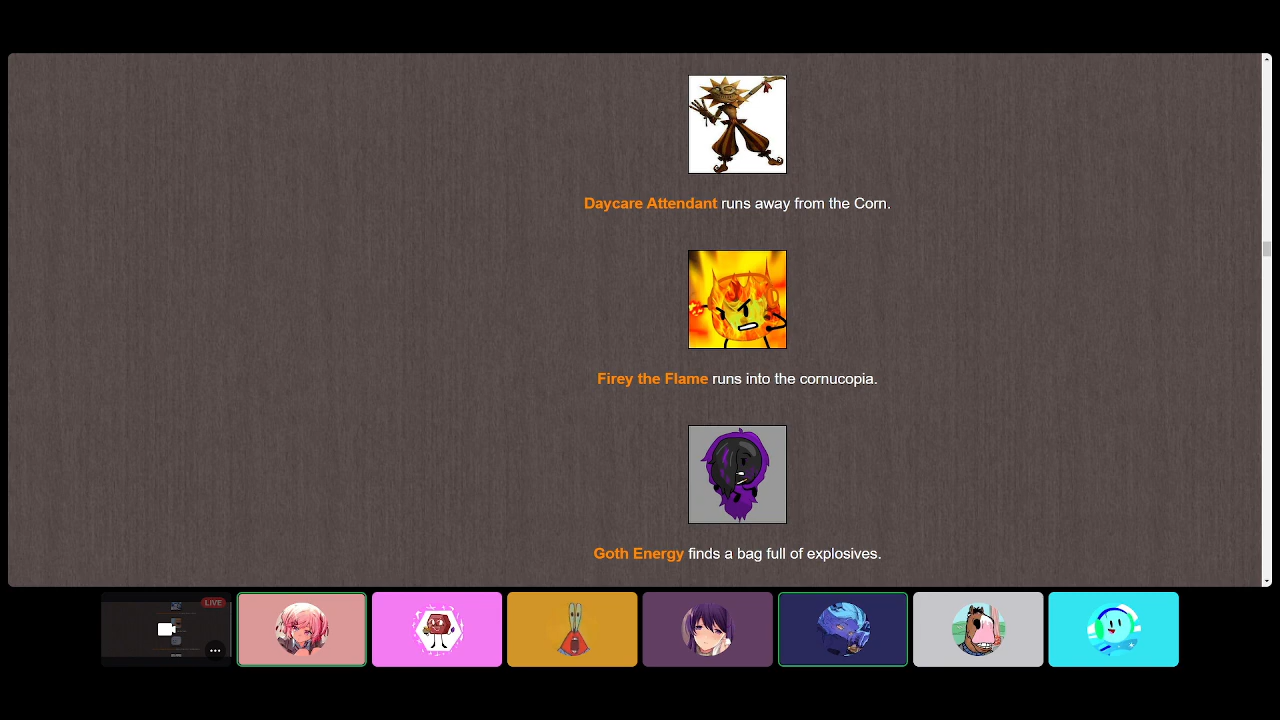 Daycare Attendant runs away from the Corn.
Firey the Flame runs into the cornucopia.
Goth Energy finds a bag full of explosives.
LIVE